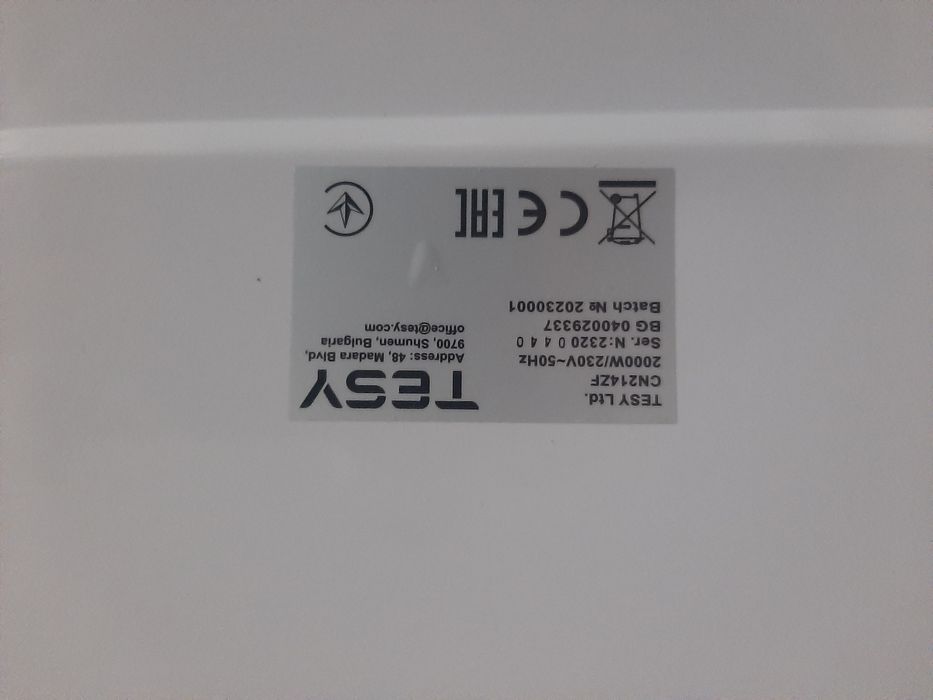 TESY Ltd.
CN214ZF
2000W/230V~50Hz
Ser. N:2320 0 4 4 0
BG 040029337
Batch № 20230001
TESY
Address: 48, Madara Blvd,
9700, Shumen, Bulgaria
office@tesy.com
CE EAC